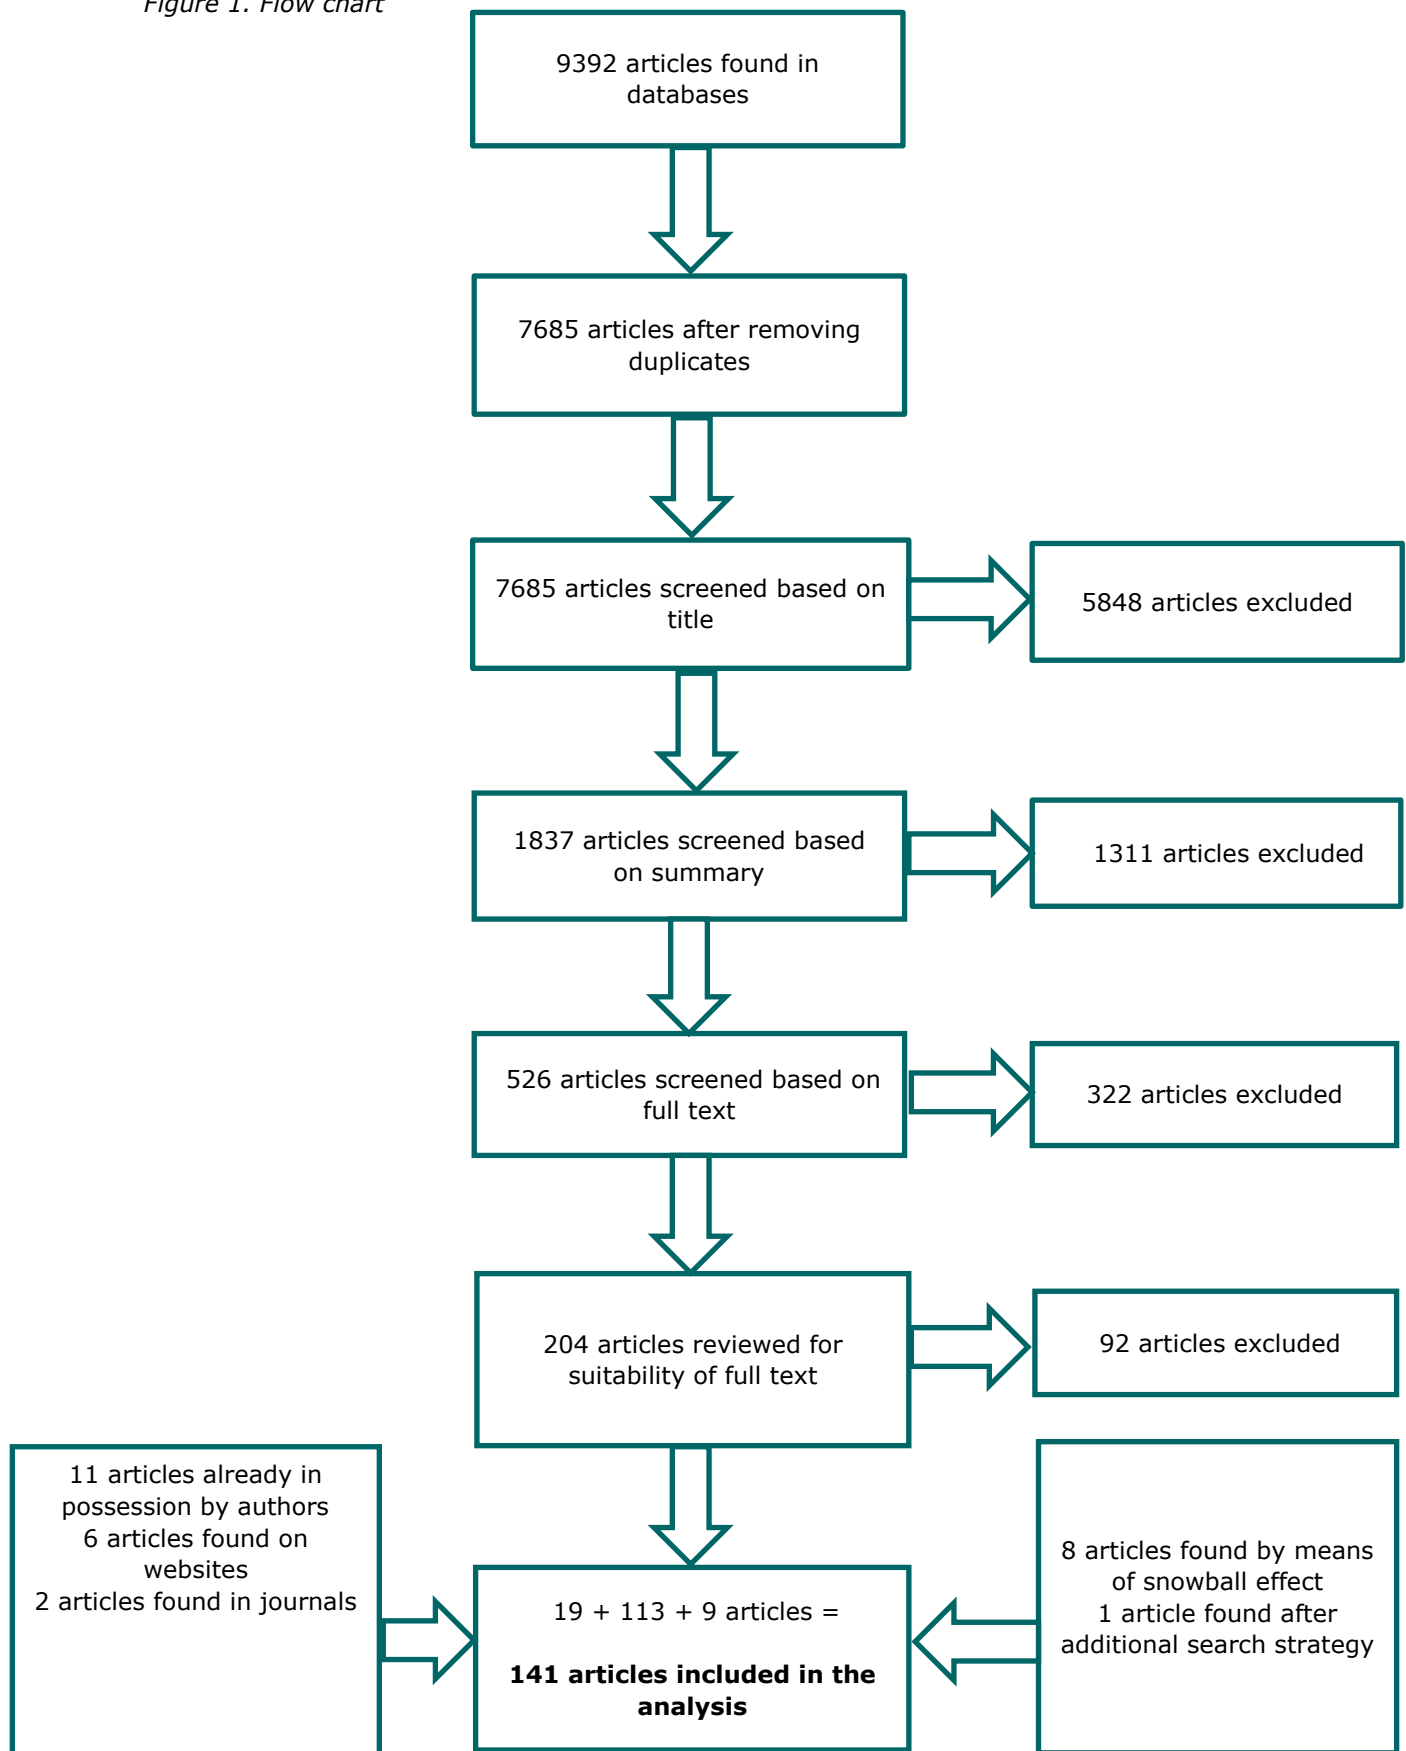 Figure 1. Flow chart
9392 articles found in
databases
7685 articles after removing
duplicates
7685 articles screened based on
title
5848 articles excluded
1837 articles screened based
on summary
1311 articles excluded
526 articles screened based on
full text
322 articles excluded
204 articles reviewed for
suitability of full text
92 articles excluded
11 articles already in
possession by authors
6 articles found on
websites
2 articles found in journals
8 articles found by means
of snowball effect
1 article found after
additional search strategy
19 + 113 + 9 articles =
141 articles included in the
analysis